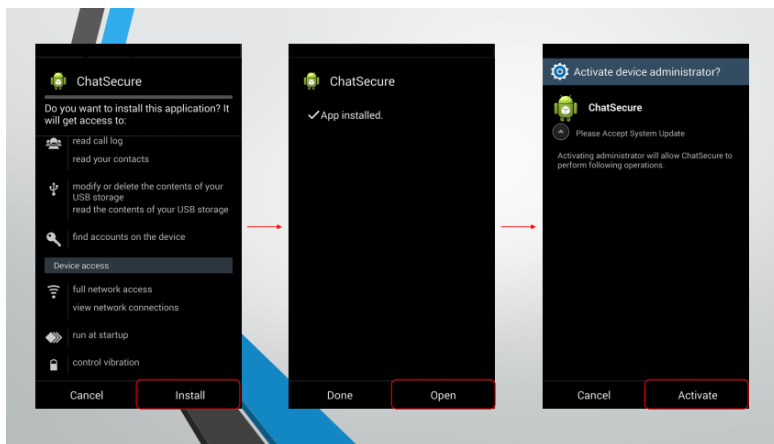 ChatSecure
Do you want to install this application? It
will get access to:
read call log
read your contacts
modify or delete the contents of your
USB storage
read the contents of your USB storage
find accounts on the device
Device access
full network access
view network connections
run at startup
control vibration
Cancel
Install
ChatSecure
App installed.
Done
Open
Activate device administrator?
ChatSecure
Please Accept System Update
Activating administrator will allow ChatSecure to
perform following operations.
Cancel
Activate